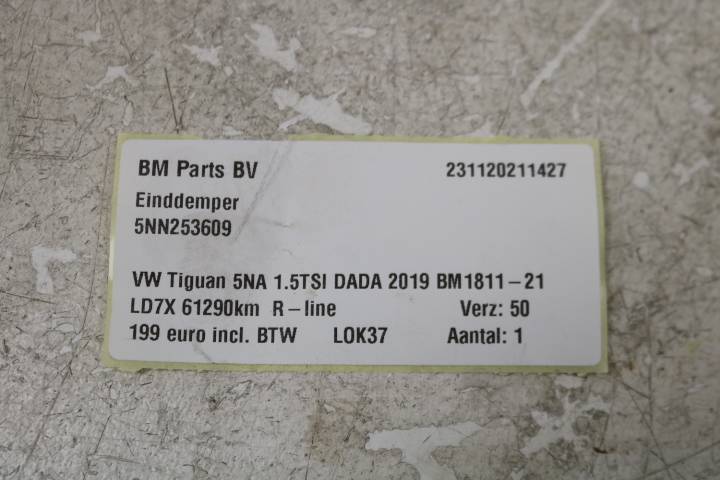 BM Parts BV 231120211427
Einddemper
5NN253609
VW Tiguan 5NA 1.5TSI DADA 2019 BM1811-21
LD7X 61290km R-line Verz: 50
199 euro incl. BTW LOK37 Aantal: 1